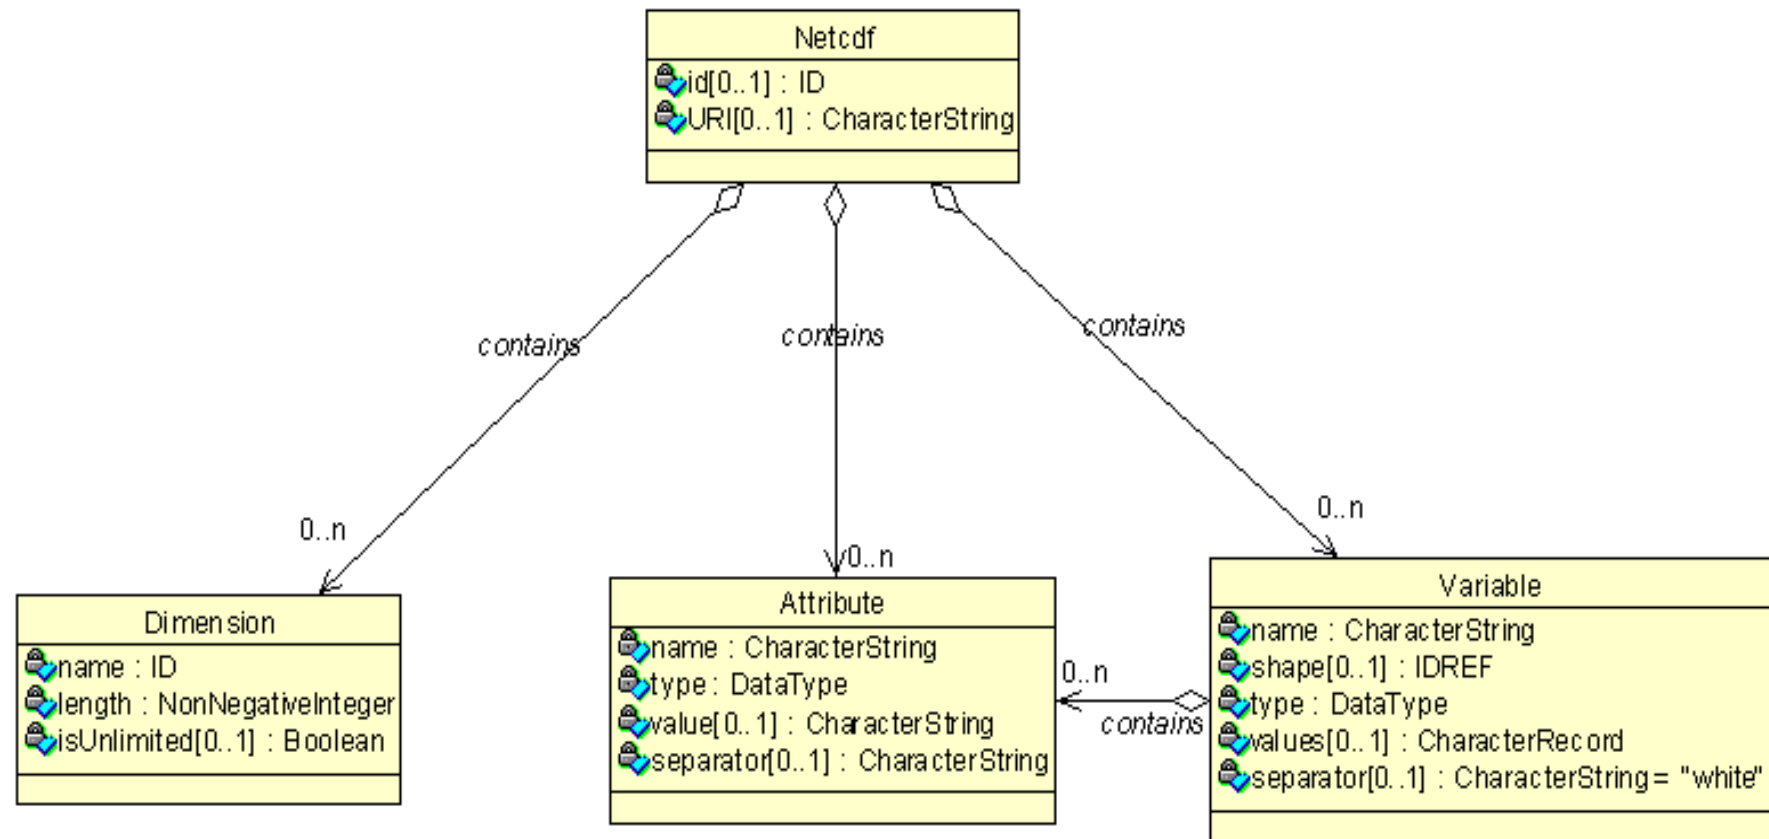 Netcdf
id[0..1] : ID
URI[0..1] : CharacterString
contains
contains
contains
0..n
0..n
0..n
Dimension
name : ID
length : NonNegativeInteger
isUnlimited[0..1] : Boolean
Attribute
name : CharacterString
type : DataType
value[0..1] : CharacterString
separator[0..1] : CharacterString
0..n
contains
Variable
name : CharacterString
shape[0..1] : IDREF
type : DataType
values[0..1] : CharacterRecord
separator[0..1] : CharacterString= "white"